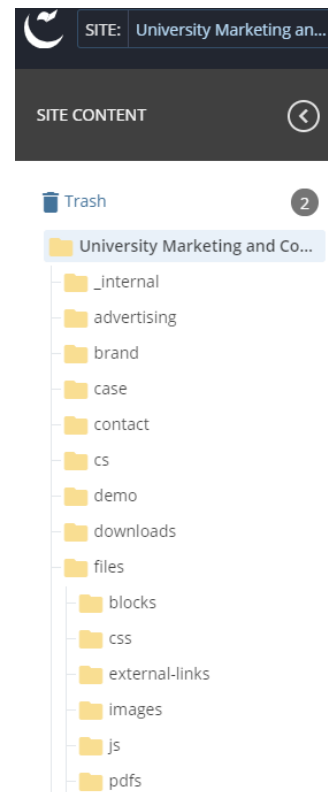 SITE: University Marketing an...
SITE CONTENT
Trash 2
University Marketing and Co...
_internal
advertising
brand
case
contact
cs
demo
downloads
files
blocks
css
external-links
images
js
pdfs